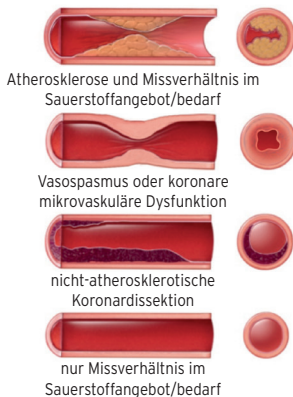 Atherosklerose und Missverhältnis im
Sauerstoffangebot/bedarf
Vasospasmus oder koronare
mikrovaskuläre Dysfunktion
nicht-atherosklerotische
Koronardissektion
nur Missverhältnis im
Sauerstoffangebot/bedarf